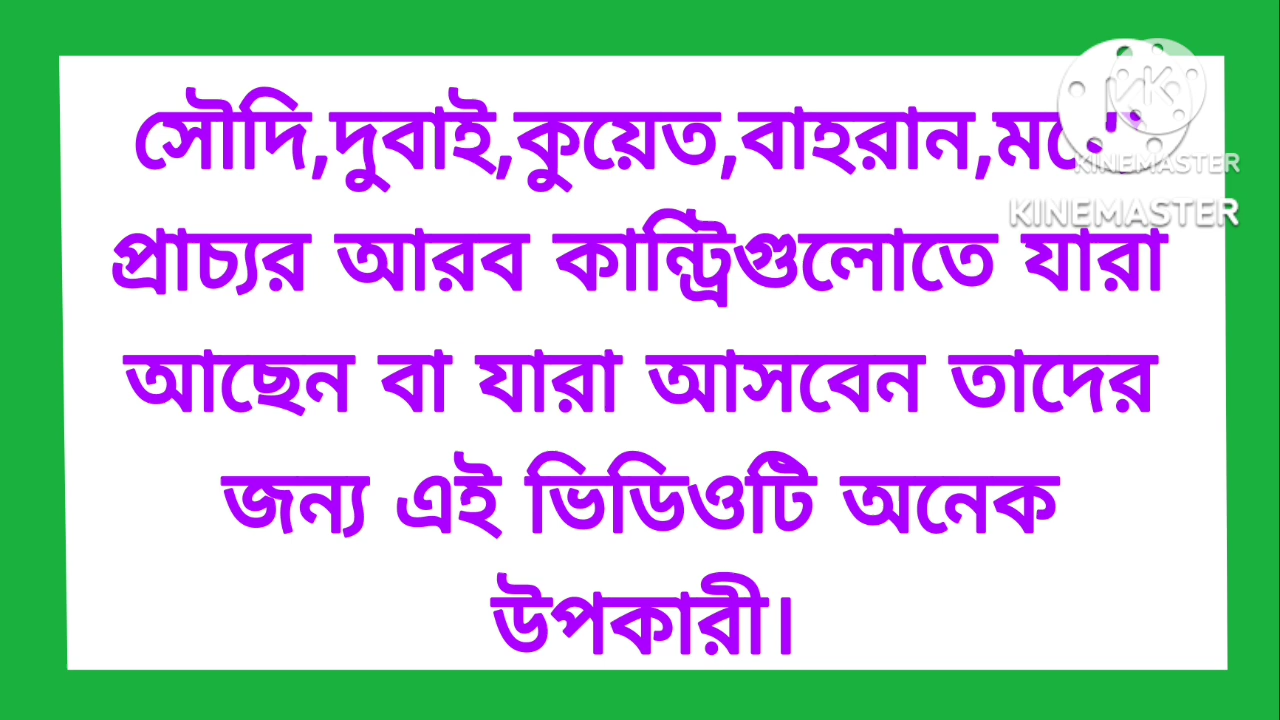 সৌদি,দুবাই,কুয়েত,বাহরান,
প্রাচ্যর আরব কান্ট্রিগুলোতে যারা
আছেন বা যারা আসবেন তাদের
জন্য এই ভিডিওটি অনেক
উপকারী।
KINEMASTER
KINEMASTER